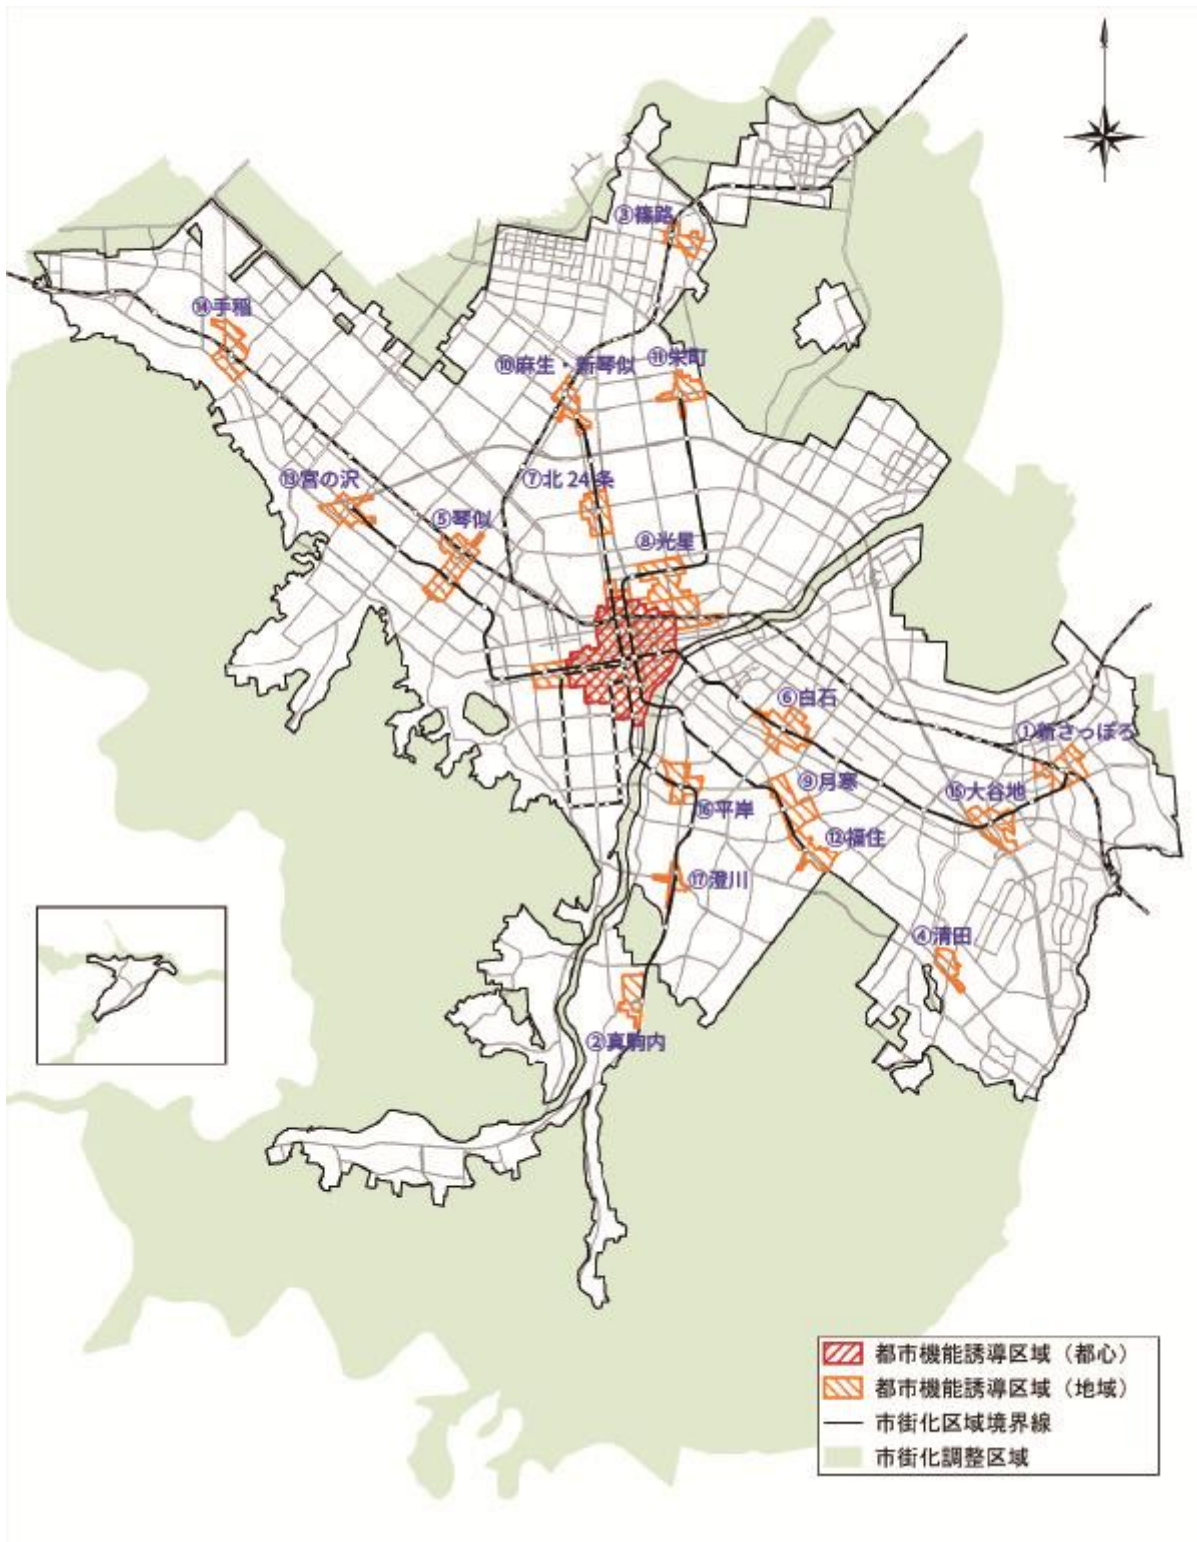 ③篠路
⑭手稲
⑩麻生・新琴似
⑪栄町
⑬宮の沢
⑦北24条
⑤琴似
⑧光星
⑥白石
①新さっぽろ
⑨月寒
⑮大谷地
⑯平岸
⑫福住
⑰澄川
④清田
②真駒内
都市機能誘導区域（都心）
都市機能誘導区域（地域）
市街化区域境界線
市街化調整区域